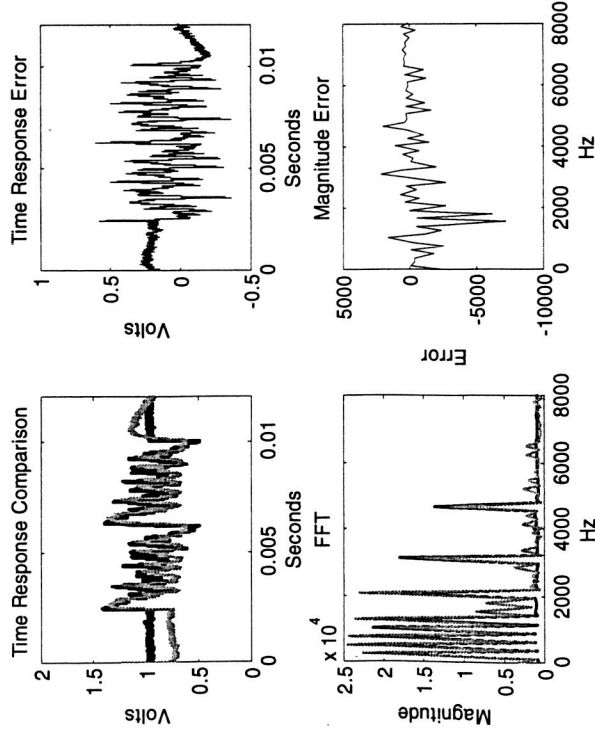 Time Response Comparison
2
1.5
1
0.5
0
Volts
0
0.005
0.01
Seconds
Time Response Error
1
0.5
0
-0.5
Volts
0
0.005
0.01
Seconds
x 10^4
FFT
2.5
2
1.5
1
0.5
0
Magnitude
0
2000
4000
6000
8000
Hz
Magnitude Error
5000
0
-5000
-10000
Error
0
2000
4000
6000
8000
Hz